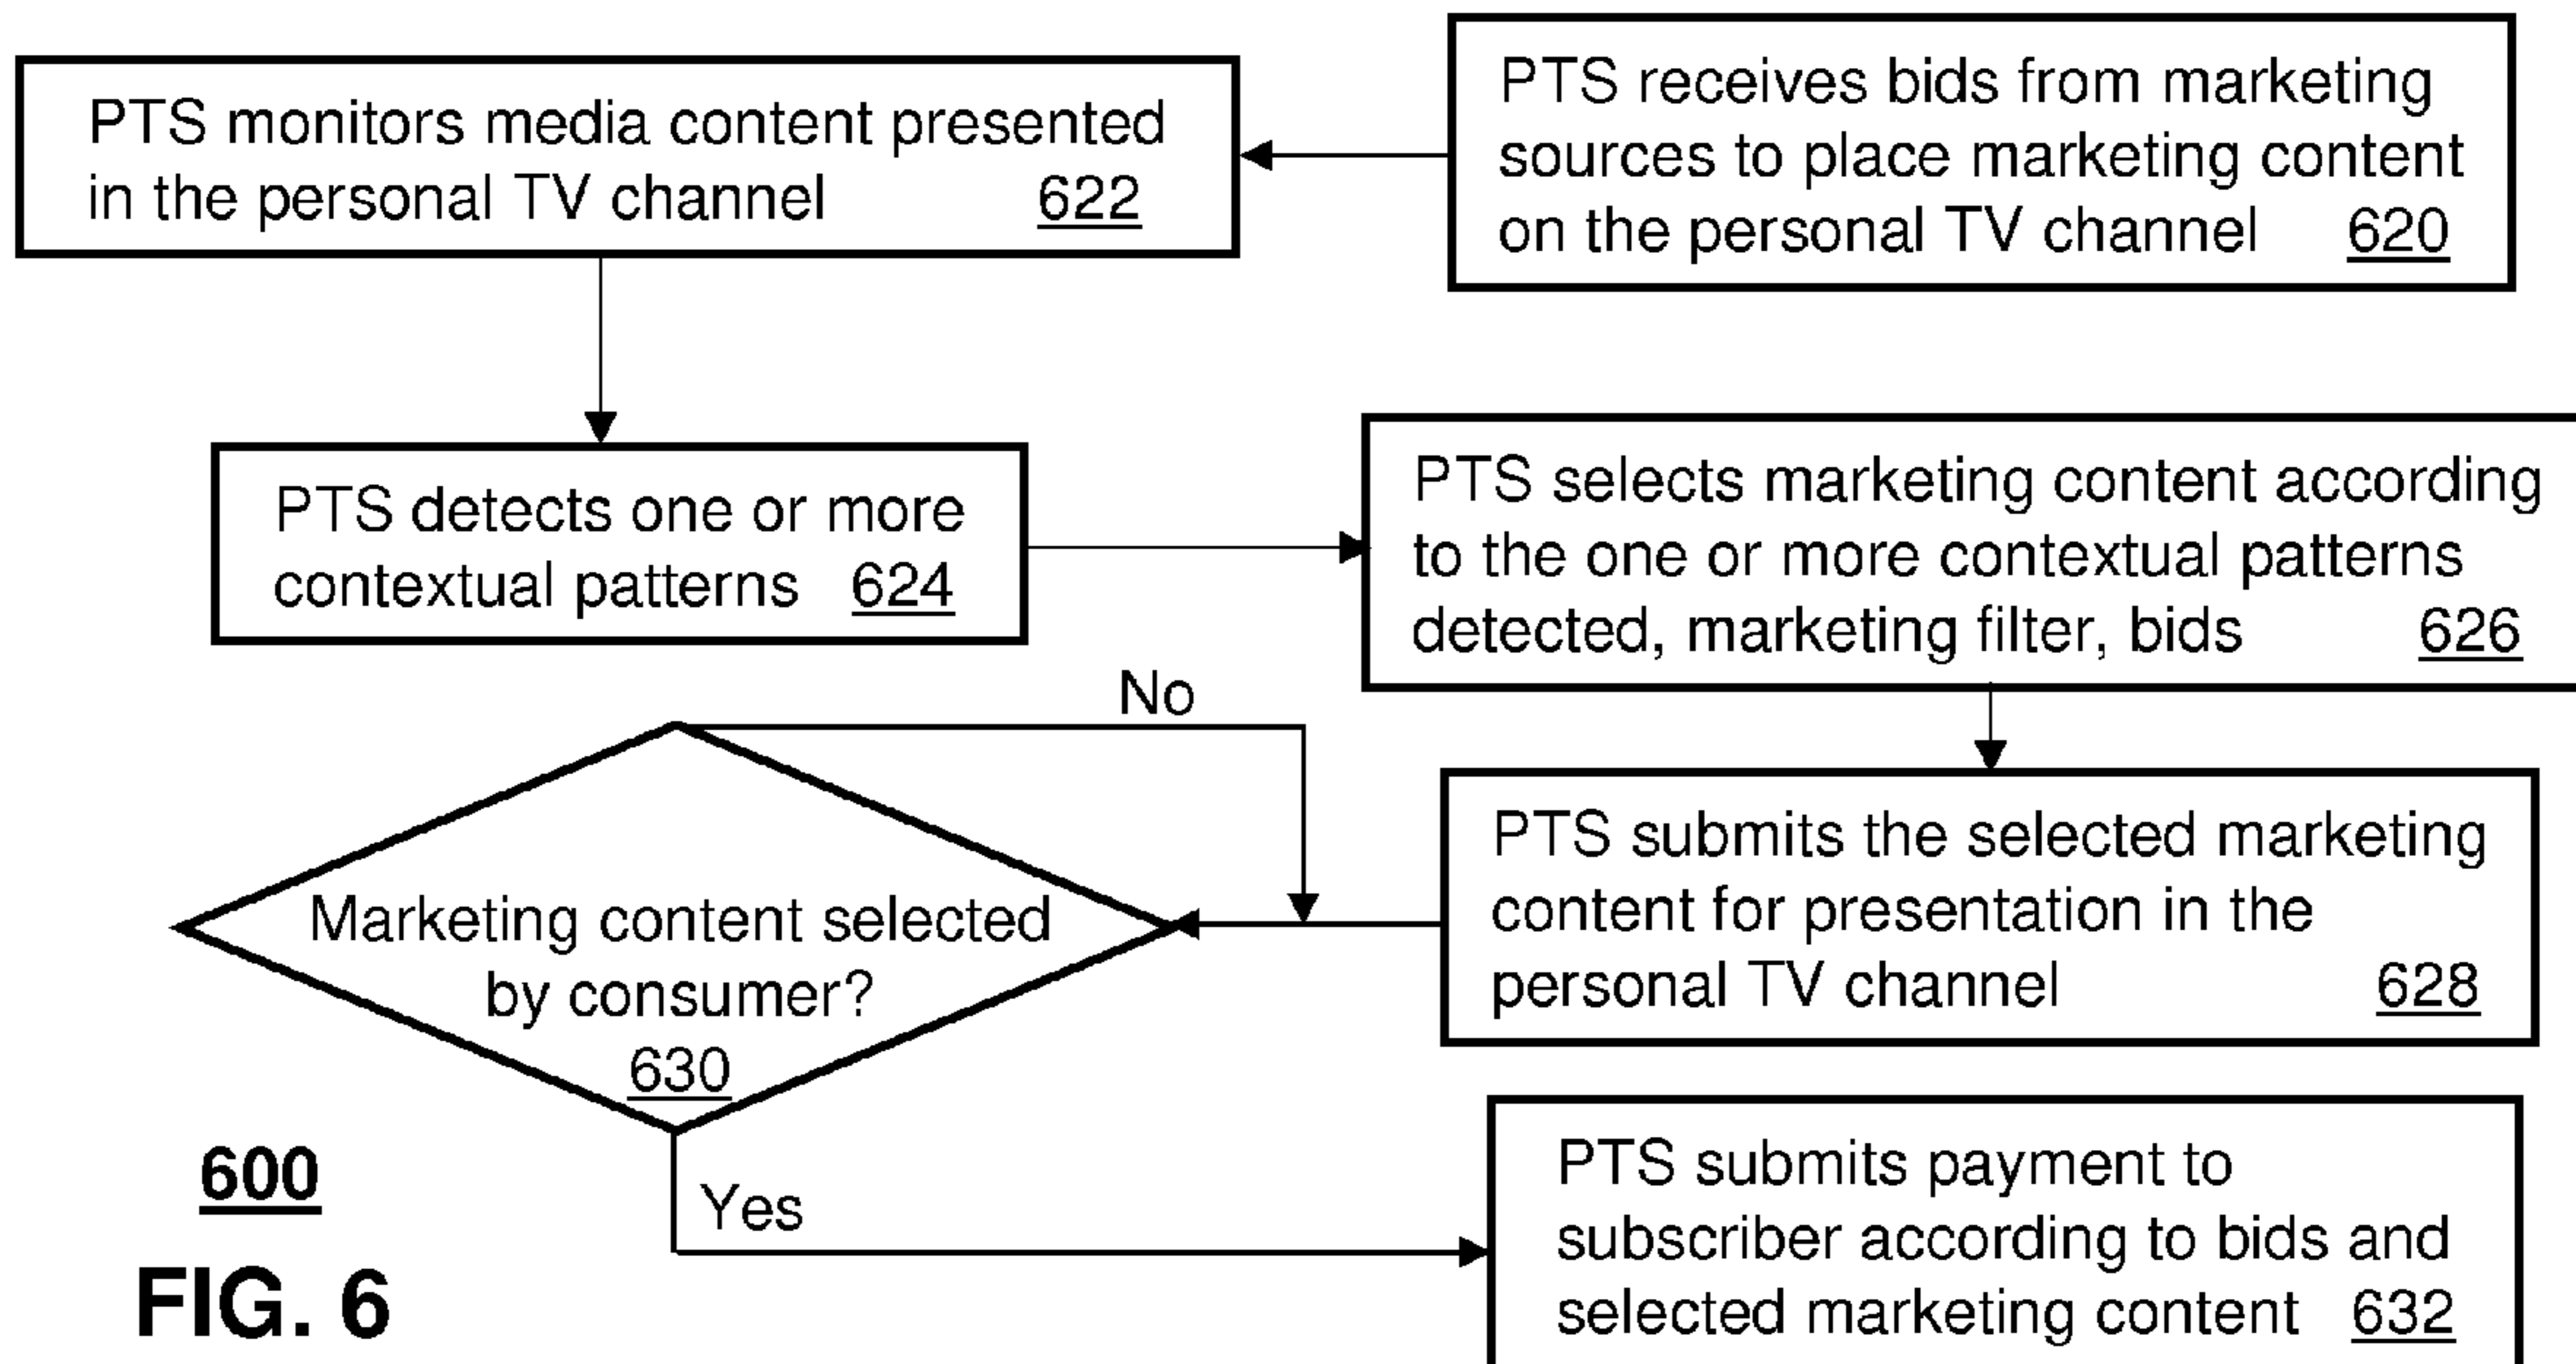 PTS receives bids from marketing
sources to place marketing content
on the personal TV channel 620
PTS monitors media content presented
in the personal TV channel 622
PTS detects one or more
contextual patterns 624
PTS selects marketing content according
to the one or more contextual patterns
detected, marketing filter, bids 626
PTS submits the selected marketing
content for presentation in the
personal TV channel 628
No
Marketing content selected
by consumer?
630
Yes
PTS submits payment to
subscriber according to bids and
selected marketing content 632
600
FIG. 6